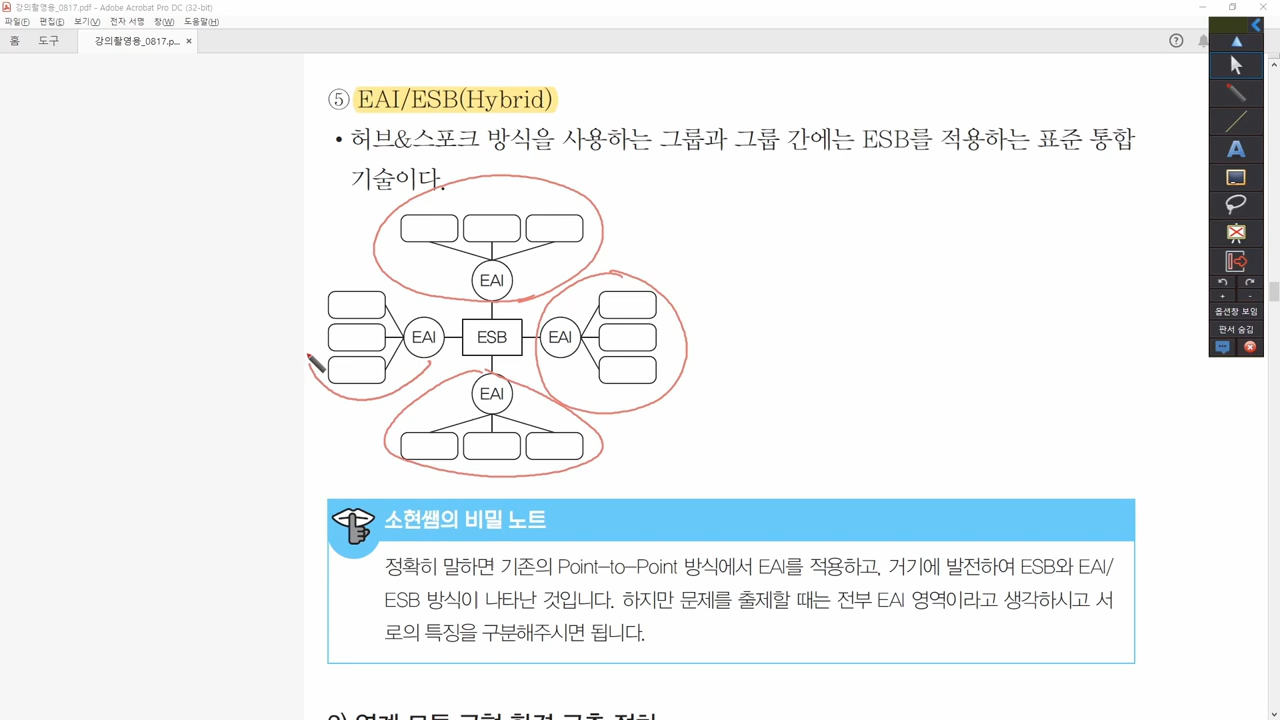 강의촬영용_0817.pdf - Adobe Acrobat Pro DC (32-bit)
파일(F) 편집(E) 보기(V) 전자 서명 창(W) 도움말(H)
홈 도구 강의촬영용_0817.p... ×
⑤ EAI/ESB(Hybrid)
• 허브&스포크 방식을 사용하는 그룹과 그룹 간에는 ESB를 적용하는 표준 통합
기술이다.
EAI
EAI ESB EAI
EAI
옵션창 보임
판서 숨김
소현쌤의 비밀 노트
정확히 말하면 기존의 Point-to-Point 방식에서 EAI를 적용하고, 거기에 발전하여 ESB와 EAI/
ESB 방식이 나타난 것입니다. 하지만 문제를 출제할 때는 전부 EAI 영역이라고 생각하시고 서
로의 특징을 구분해주시면 됩니다.